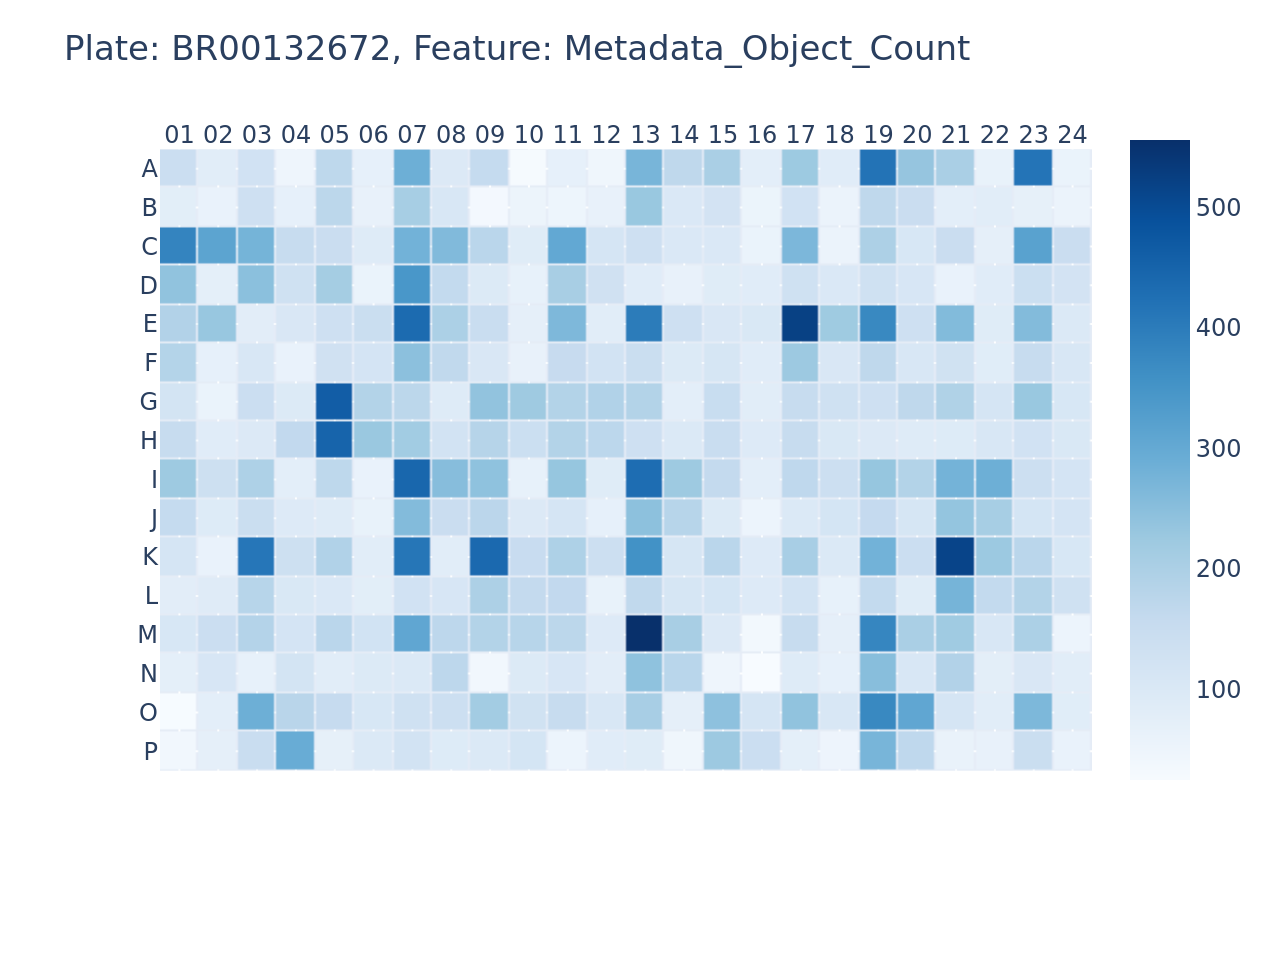 Plate: BR00132672, Feature: Metadata_Object_Count
01 02 03 04 05 06 07 08 09 10 11 12 13 14 15 16 17 18 19 20 21 22 23 24
A
B
C
D
E
F
G
H
I
J
K
L
M
N
O
P
500
400
300
200
100